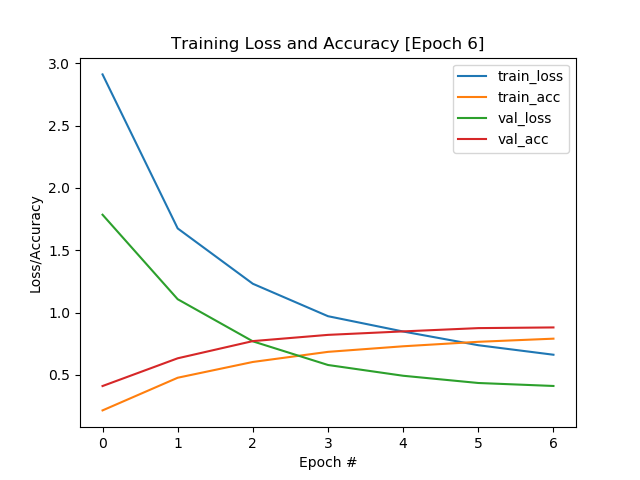 Training Loss and Accuracy [Epoch 6]
train_loss
train_acc
val_loss
val_acc
3.0
2.5
2.0
1.5
1.0
0.5
Loss/Accuracy
0 1 2 3 4 5 6
Epoch #